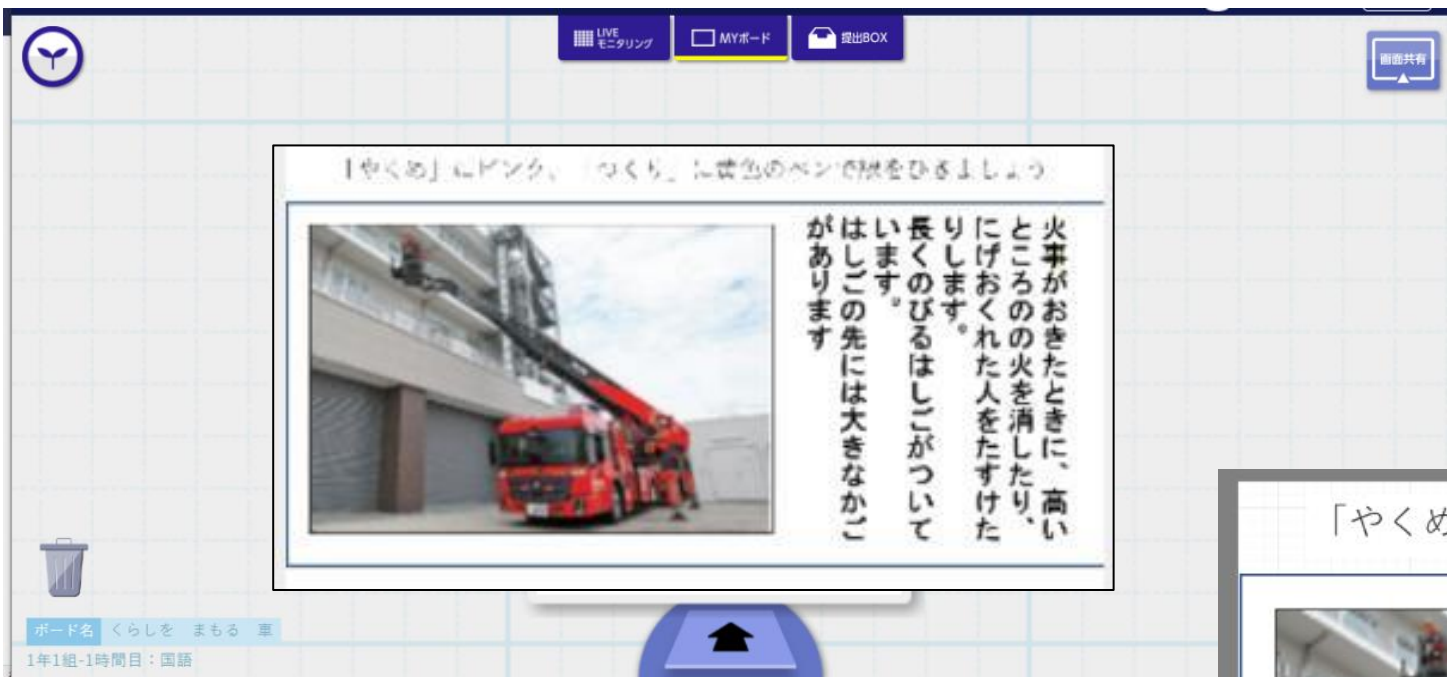 LIVE
モニタリング
MYボード
提出BOX
画面共有
「やくめ」にピンク、「つくり」に黄色のペンで線をひきましょう
火事がおきたときに、高い
ところのの火を消したり、
にげおくれた人をたすけた
りします。
長くのびるはしごがついて
います。
はしごの先には大きなかご
があります
「やくめ
ボード名 くらしを まもる 車
1年1組-1時間目：国語